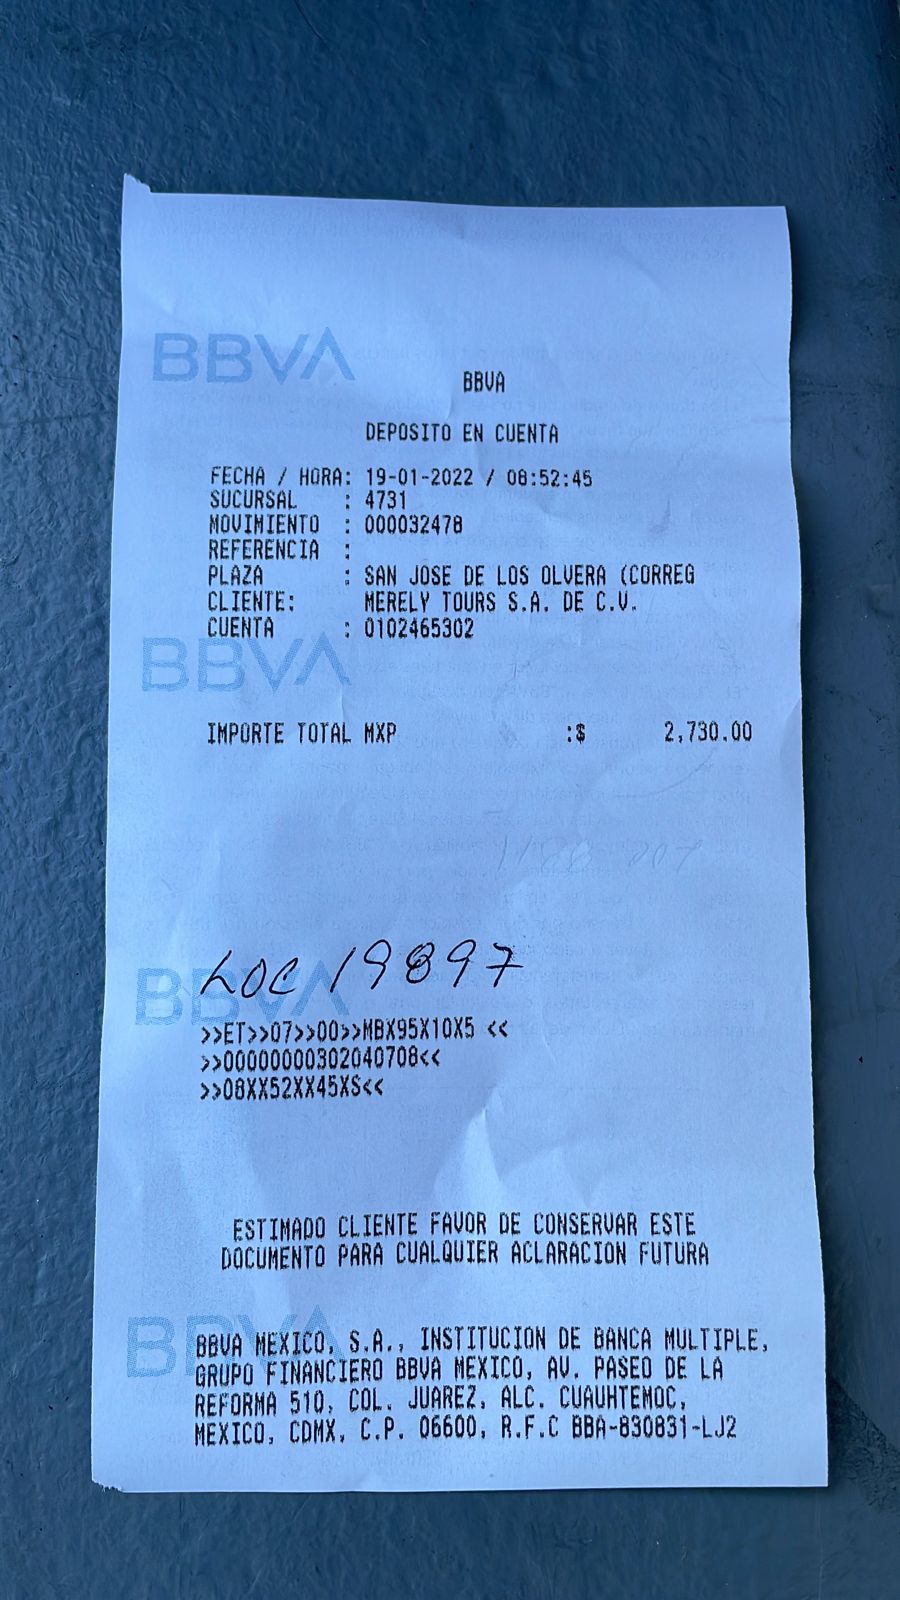 BBVA
BBVA
DEPOSITO EN CUENTA
FECHA / HORA: 19-01-2022 / 08:52:45
SUCURSAL : 4731
MOVIMIENTO : 000032478
REFERENCIA :
PLAZA : SAN JOSE DE LOS OLVERA (CORREG
CLIENTE: MERELY TOURS S.A. DE C.V.
CUENTA : 0102465302
BBVA
IMPORTE TOTAL MXP :$ 2,730.00
LOC 19897
BBVA
>>ET>>07>>00>>MBX95X10X5 <<
>>00000000302040708<<
>>08XX52XX45XS<<
ESTIMADO CLIENTE FAVOR DE CONSERVAR ESTE
DOCUMENTO PARA CUALQUIER ACLARACION FUTURA
BBVA
BBVA MEXICO, S.A., INSTITUCION DE BANCA MULTIPLE,
GRUPO FINANCIERO BBVA MEXICO, AV. PASEO DE LA
REFORMA 510, COL. JUAREZ, ALC. CUAUHTEMOC,
MEXICO, CDMX, C.P. 06600, R.F.C BBA-830831-LJ2